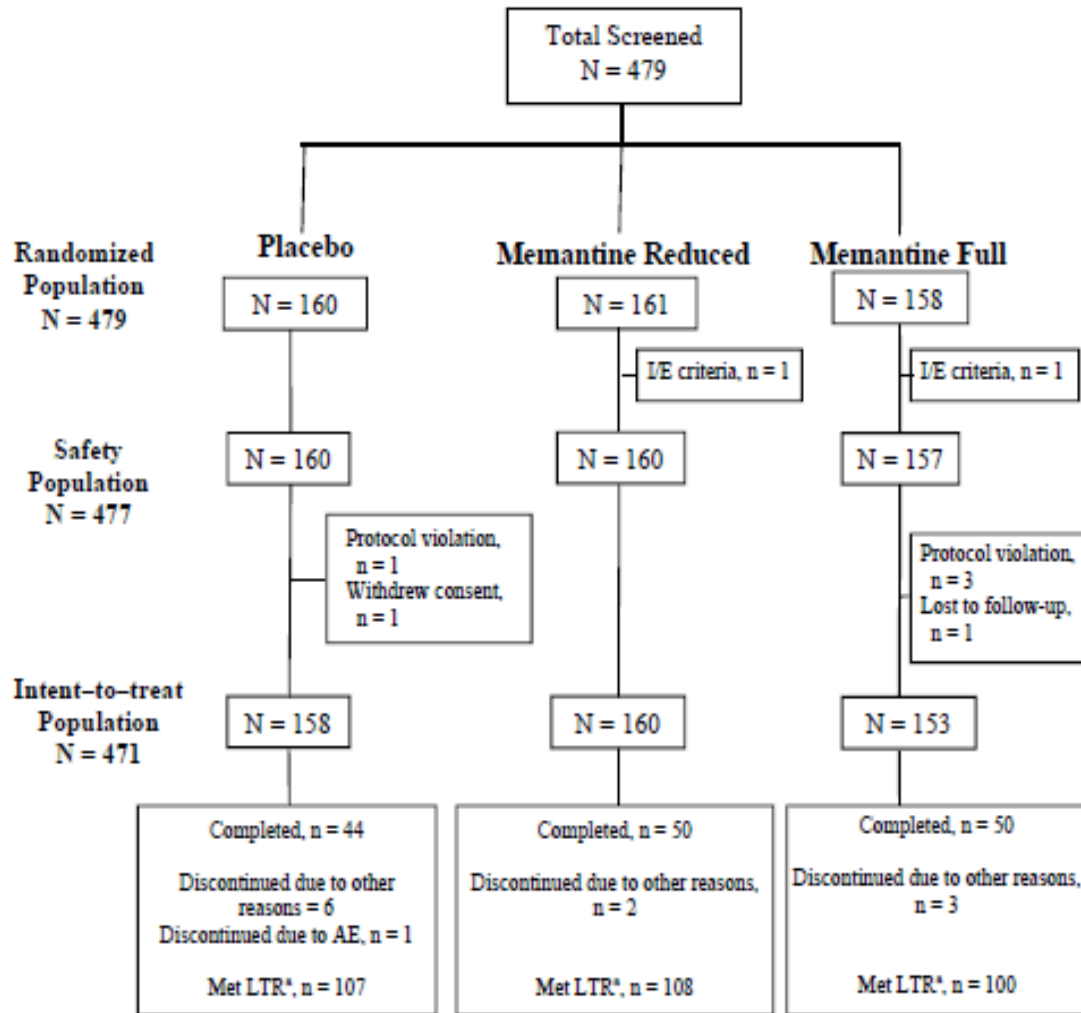 Total Screened
N = 479
Randomized
Population
N = 479
Placebo
Memantine Reduced
Memantine Full
N = 160
N = 161
N = 158
I/E criteria, n = 1
I/E criteria, n = 1
Safety
Population
N = 477
N = 160
N = 160
N = 157
Protocol violation,
n = 1
Withdrew consent,
n = 1
Protocol violation,
n = 3
Lost to follow-up,
n = 1
Intent–to–treat
Population
N = 471
N = 158
N = 160
N = 153
Completed, n = 44
Discontinued due to other
reasons = 6
Discontinued due to AE, n = 1
Met LTRª, n = 107
Completed, n = 50
Discontinued due to other reasons,
n = 2
Met LTRª, n = 108
Completed, n = 50
Discontinued due to other reasons,
n = 3
Met LTRª, n = 100